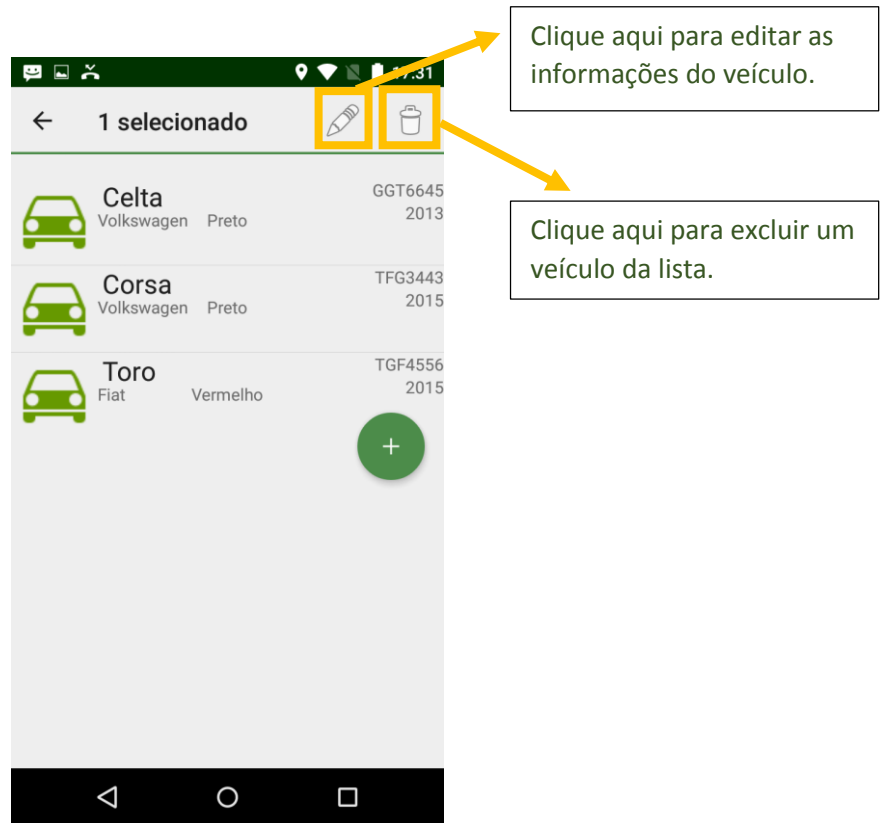 Clique aqui para editar as
informações do veículo.
1 selecionado
Celta
GGT6645
Volkswagen Preto
2013
Clique aqui para excluir um
veículo da lista.
Corsa
TFG3443
Volkswagen Preto
2015
Toro
TGF4556
Fiat Vermelho
2015
+